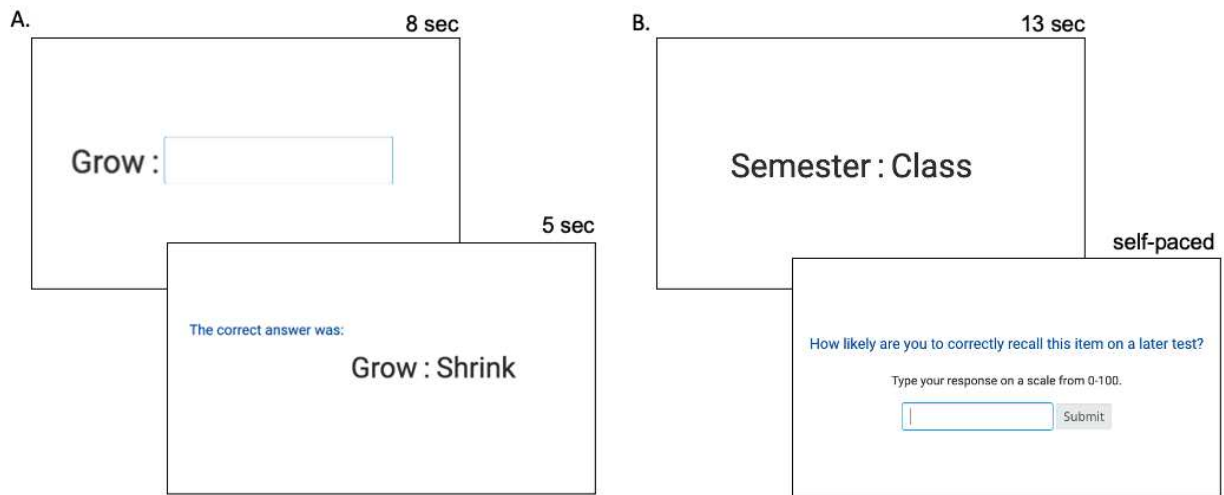 A.
8 sec
Grow :
5 sec
The correct answer was:
Grow : Shrink
B.
13 sec
Semester : Class
self-paced
How likely are you to correctly recall this item on a later test?
Type your response on a scale from 0-100.
Submit